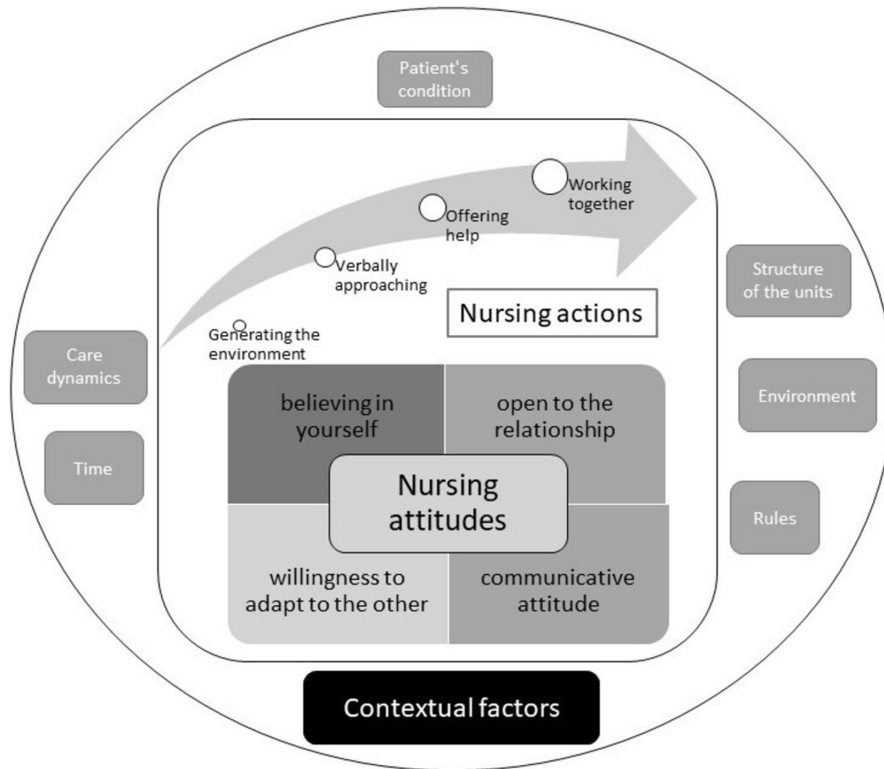 Patient's
condition
Working
together
Offering
help
Verbally
approaching
Structure
of the units
Nursing actions
Generating the
environment
Care
dynamics
Environment
believing in
yourself
open to the
relationship
Time
Nursing
attitudes
Rules
willingness to
adapt to the other
communicative
attitude
Contextual factors